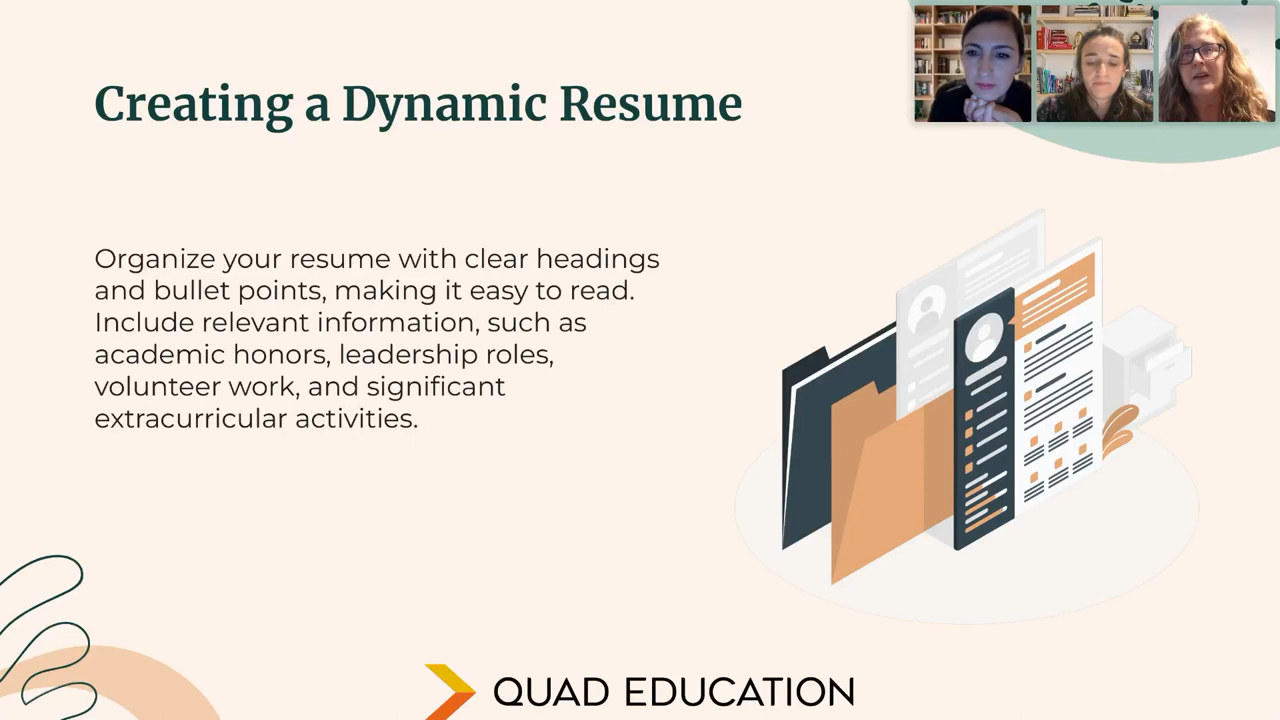 Creating a Dynamic Resume
Organize your resume with clear headings
and bullet points, making it easy to read.
Include relevant information, such as
academic honors, leadership roles,
volunteer work, and significant
extracurricular activities.
QUAD EDUCATION